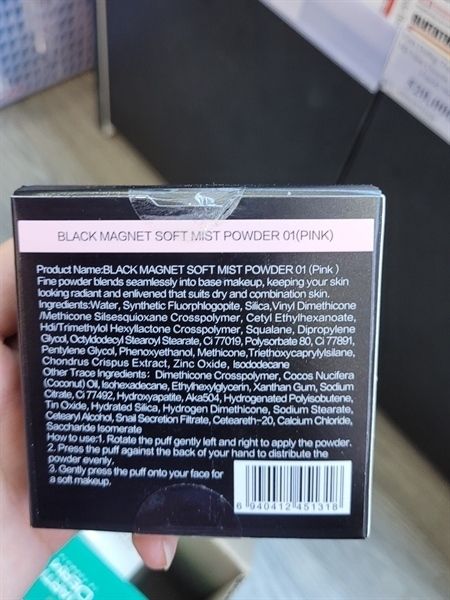 BLACK MAGNET SOFT MIST POWDER 01(PINK)
Product Name:BLACK MAGNET SOFT MIST POWDER 01 (Pink )
Fine powder blends seamlessly into base makeup, keeping your skin
looking radiant and enlivened that suits dry and combination skin.
Ingredients:Water, Synthetic Fluorphlogopite, Silica,Vinyl Dimethicone
/Methicone Silsesquioxane Crosspolymer, Cetyl Ethylhexanoate,
Hdi/Trimethylol Hexyllactone Crosspolymer, Squalane, Dipropylene
Glycol, Octyldodecyl Stearoyl Stearate, Ci 77019, Polysorbate 80, Ci 77891,
Pentylene Glycol, Phenoxyethanol, Methicone,Triethoxycaprylylsilane,
Chondrus Crispus Extract, Zinc Oxide, Isododecane
Other Trace Ingredients: Dimethicone Crosspolymer, Cocos Nucifera
(Coconut) Oil, Isohexadecane, Ethylhexylglycerin, Xanthan Gum, Sodium
Citrate, Ci 77492, Hydroxyapatite, Aka504, Hydrogenated Polyisobutene,
Tin Oxide, Hydrated Silica, Hydrogen Dimethicone, Sodium Stearate,
Cetearyl Alcohol, Snail Secretion Filtrate, Ceteareth-20, Calcium Chloride,
Saccharide Isomerate
How to use:1. Rotate the puff gently left and right to apply the powder.
2. Press the puff against the back of your hand to distribute the
powder evenly.
3. Gently press the puff onto your face for
a soft makeup.
6 940412 451318